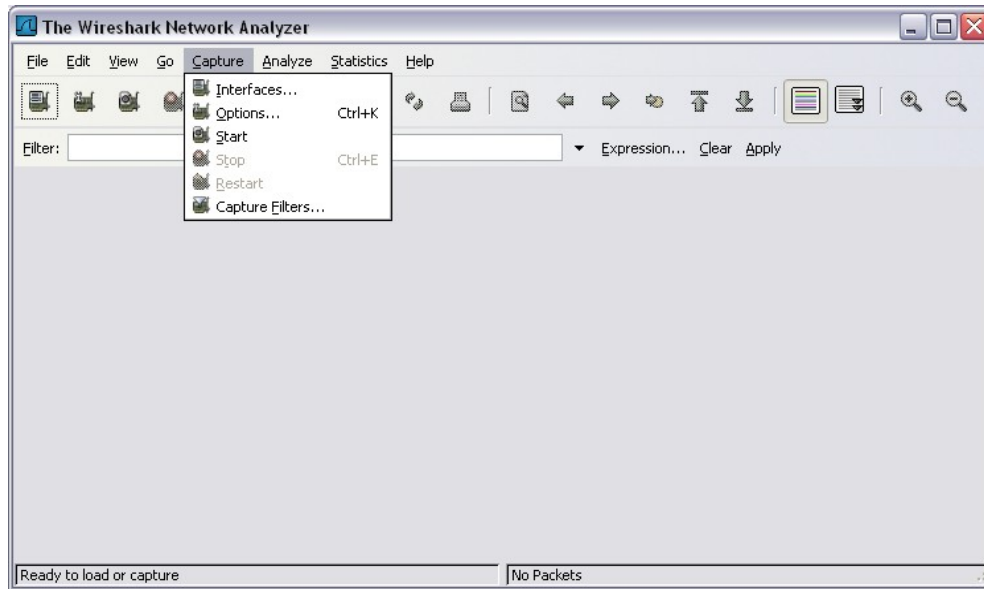 The Wireshark Network Analyzer
File Edit View Go Capture Analyze Statistics Help
Interfaces...
Options... Ctrl+K
Start
Stop Ctrl+E
Restart
Capture Filters...
Filter: Expression... Clear Apply
Ready to load or capture No Packets